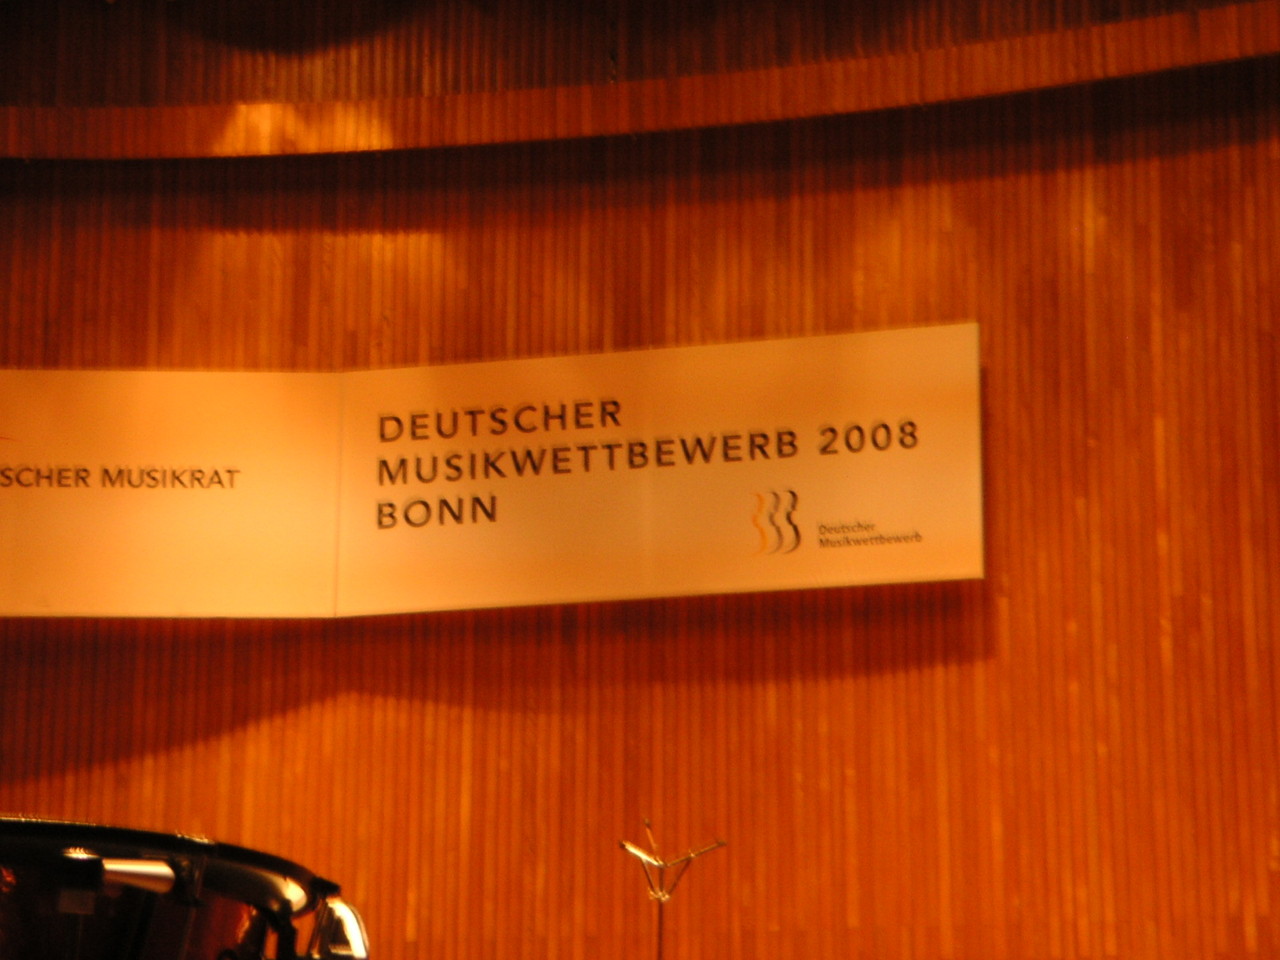 SCHER MUSIKRAT
DEUTSCHER
MUSIKWETTBEWERB 2008
BONN
Deutscher
Musikwettbewerb